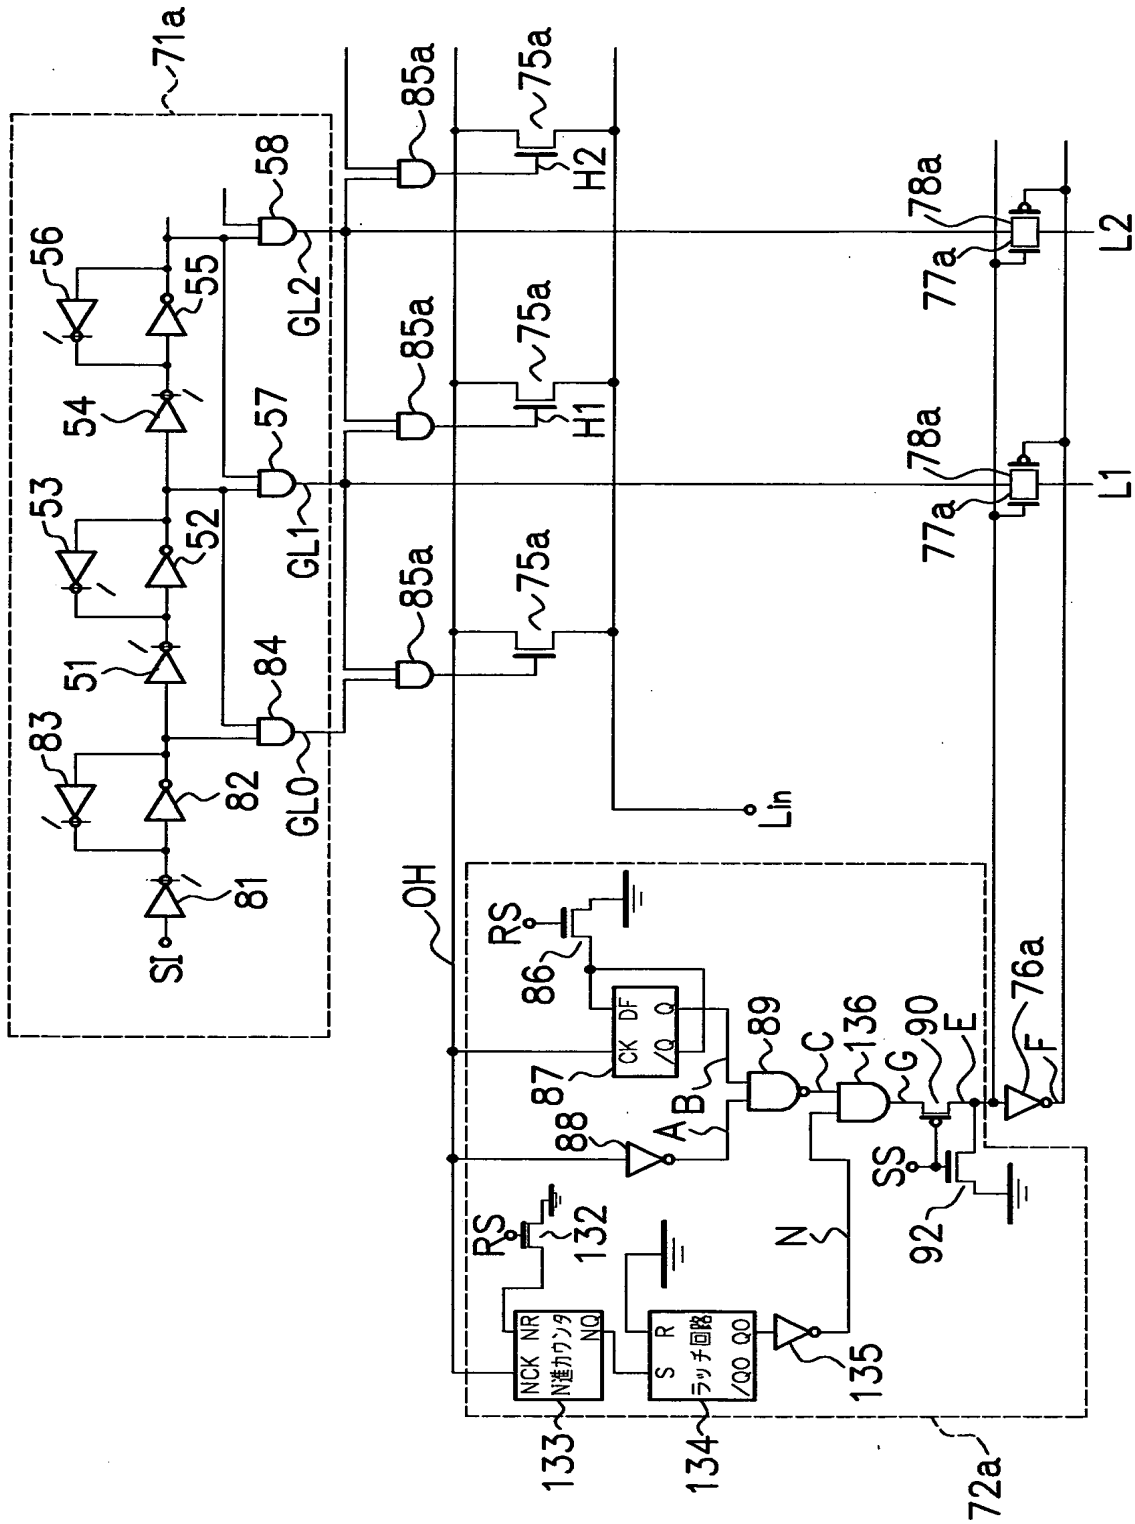 71a
83
53
56
81
82
51
52
54
55
SI
84
57
58
GL0
GL1
GL2
85a
85a
85a
OH
75a
75a
75a
H1
H2
Lin
RS
RS
86
132
CK DF
/Q Q
87
88
NCK NR
N進カウンタ
NQ
133
S R
ラッチ回路
/QO QO
134
135
A
B
89
C
136
N
G
90
SS
92
E
76a
F
72a
77a
78a
77a
78a
L1
L2